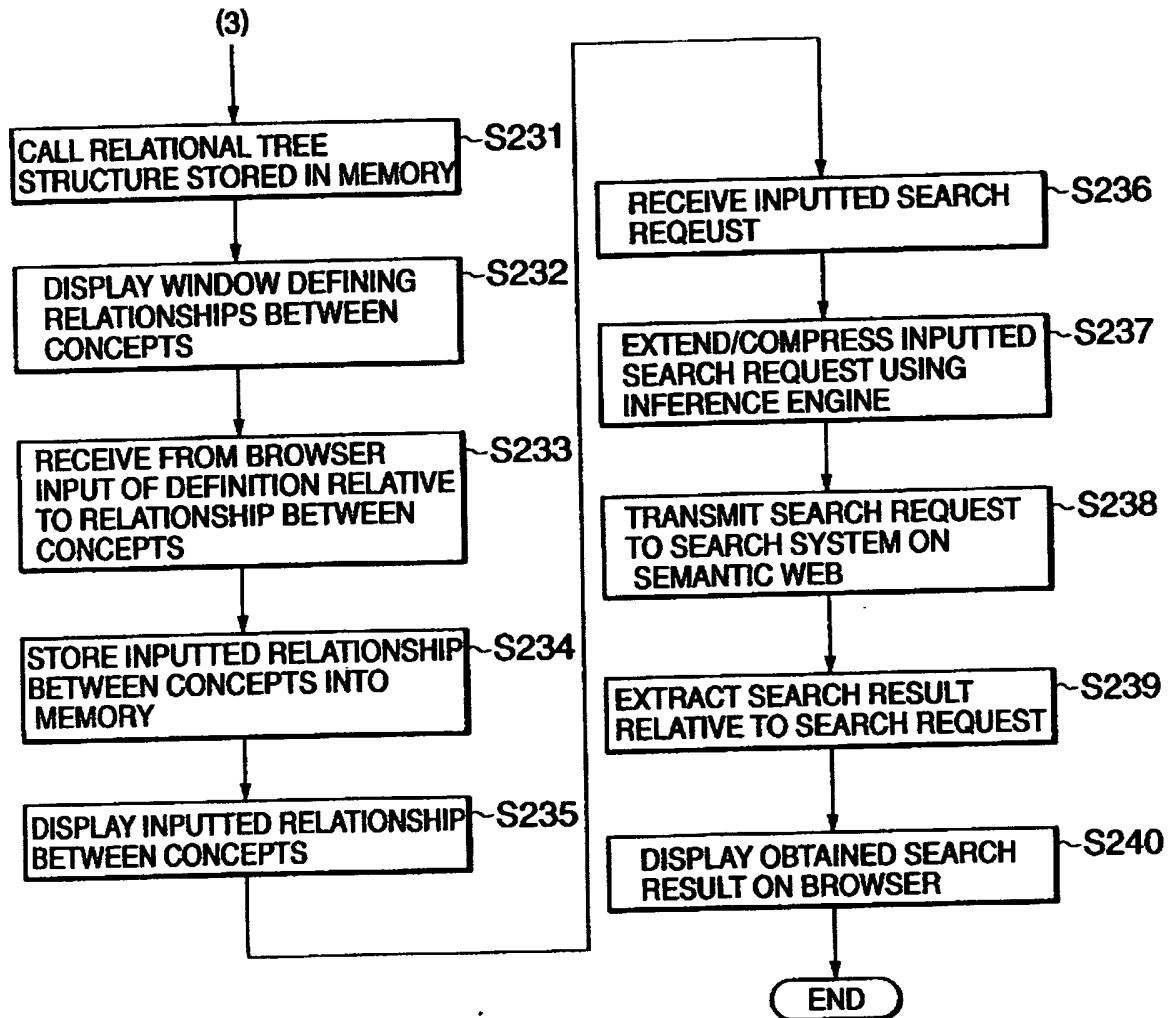 (3)
CALL RELATIONAL TREE
STRUCTURE STORED IN MEMORY
S231
DISPLAY WINDOW DEFINING
RELATIONSHIPS BETWEEN
CONCEPTS
S232
RECEIVE FROM BROWSER
INPUT OF DEFINITION RELATIVE
TO RELATIONSHIP BETWEEN
CONCEPTS
S233
STORE INPUTTED RELATIONSHIP
BETWEEN CONCEPTS INTO
MEMORY
S234
DISPLAY INPUTTED RELATIONSHIP
BETWEEN CONCEPTS
S235
RECEIVE INPUTTED SEARCH
REQEUST
S236
EXTEND/COMPRESS INPUTTED
SEARCH REQUEST USING
INFERENCE ENGINE
S237
TRANSMIT SEARCH REQUEST
TO SEARCH SYSTEM ON
SEMANTIC WEB
S238
EXTRACT SEARCH RESULT
RELATIVE TO SEARCH REQUEST
S239
DISPLAY OBTAINED SEARCH
RESULT ON BROWSER
S240
END